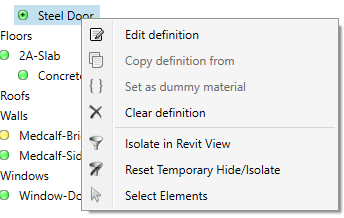 Steel Door
Edit definition
Floors
Copy definition from
2A-Slab
{ } Set as dummy material
Concrete
Clear definition
Roofs
Walls
Isolate in Revit View
Medcalf-Bri
Reset Temporary Hide/Isolate
Medcalf-Sid
Windows
Select Elements
Window-Do